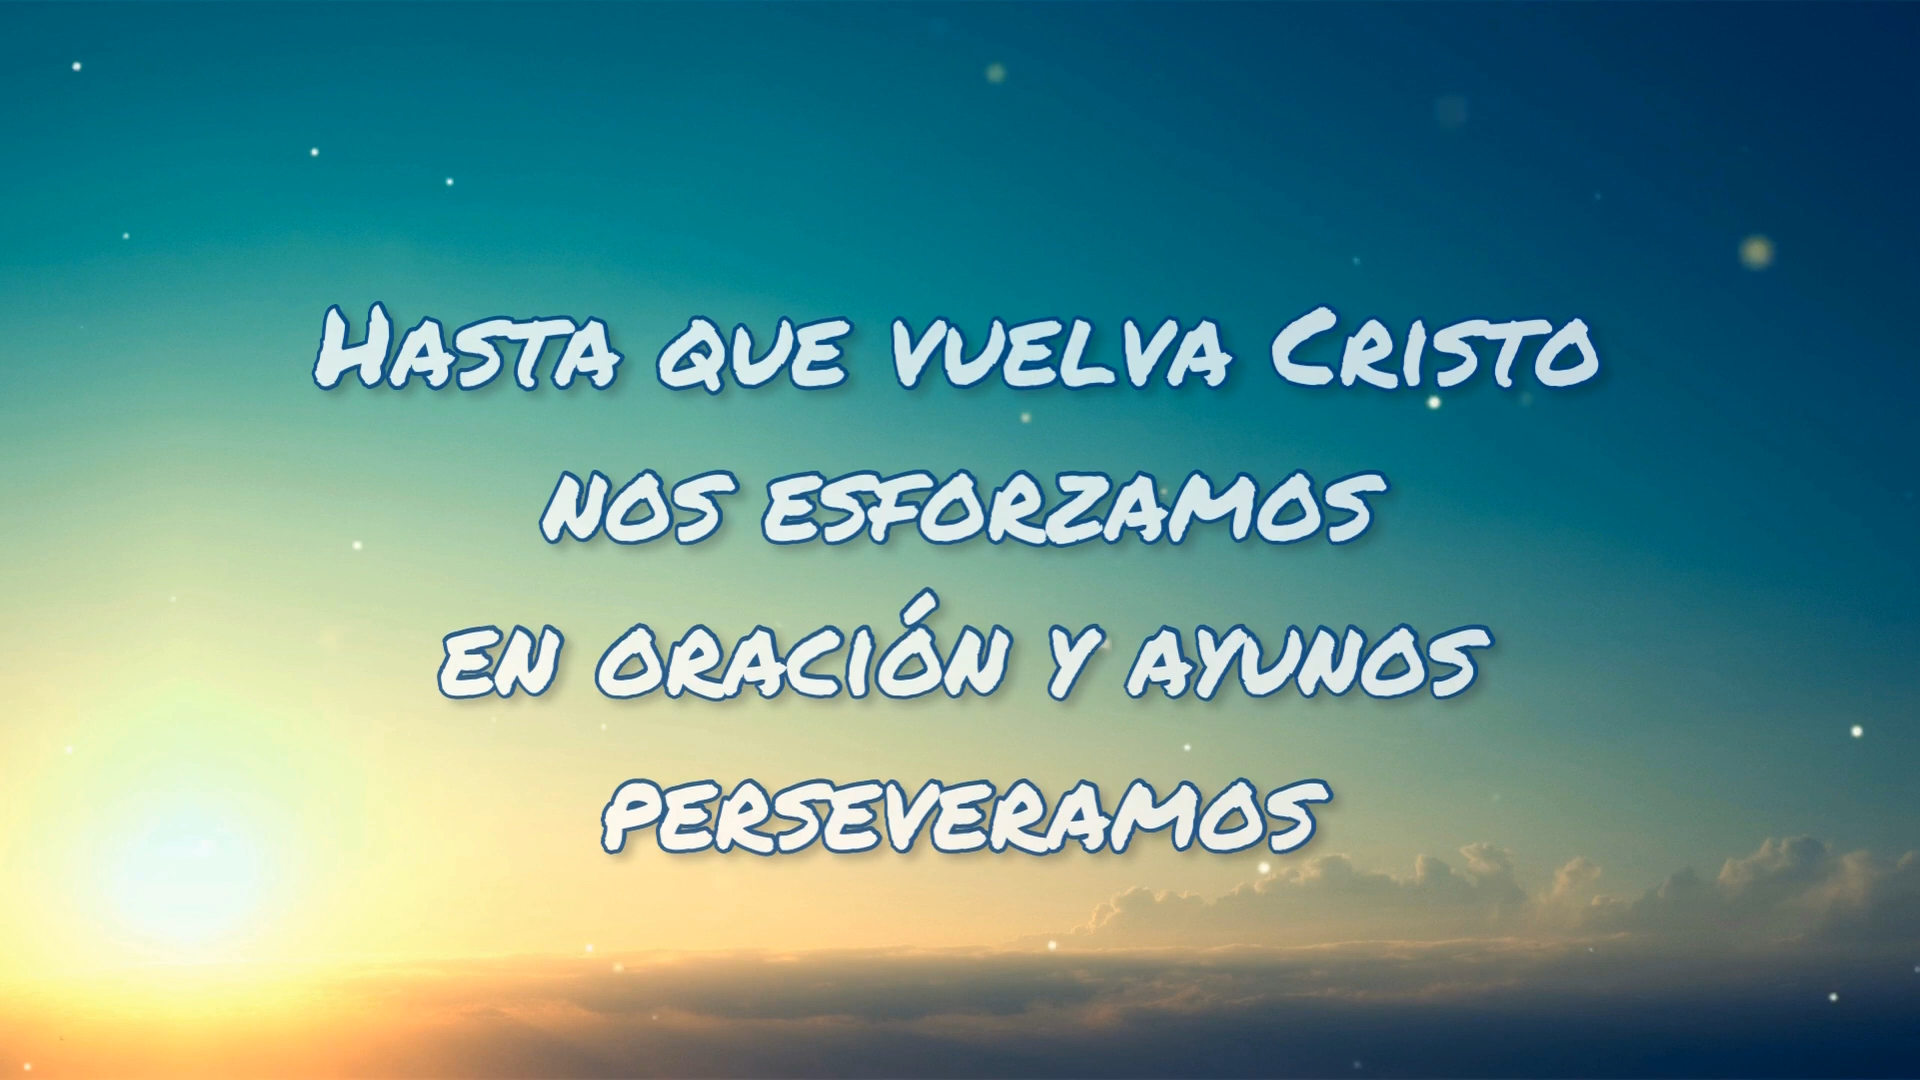 Hasta que vuelva Cristo
nos esforzamos
en oración y ayunos
perseveramos